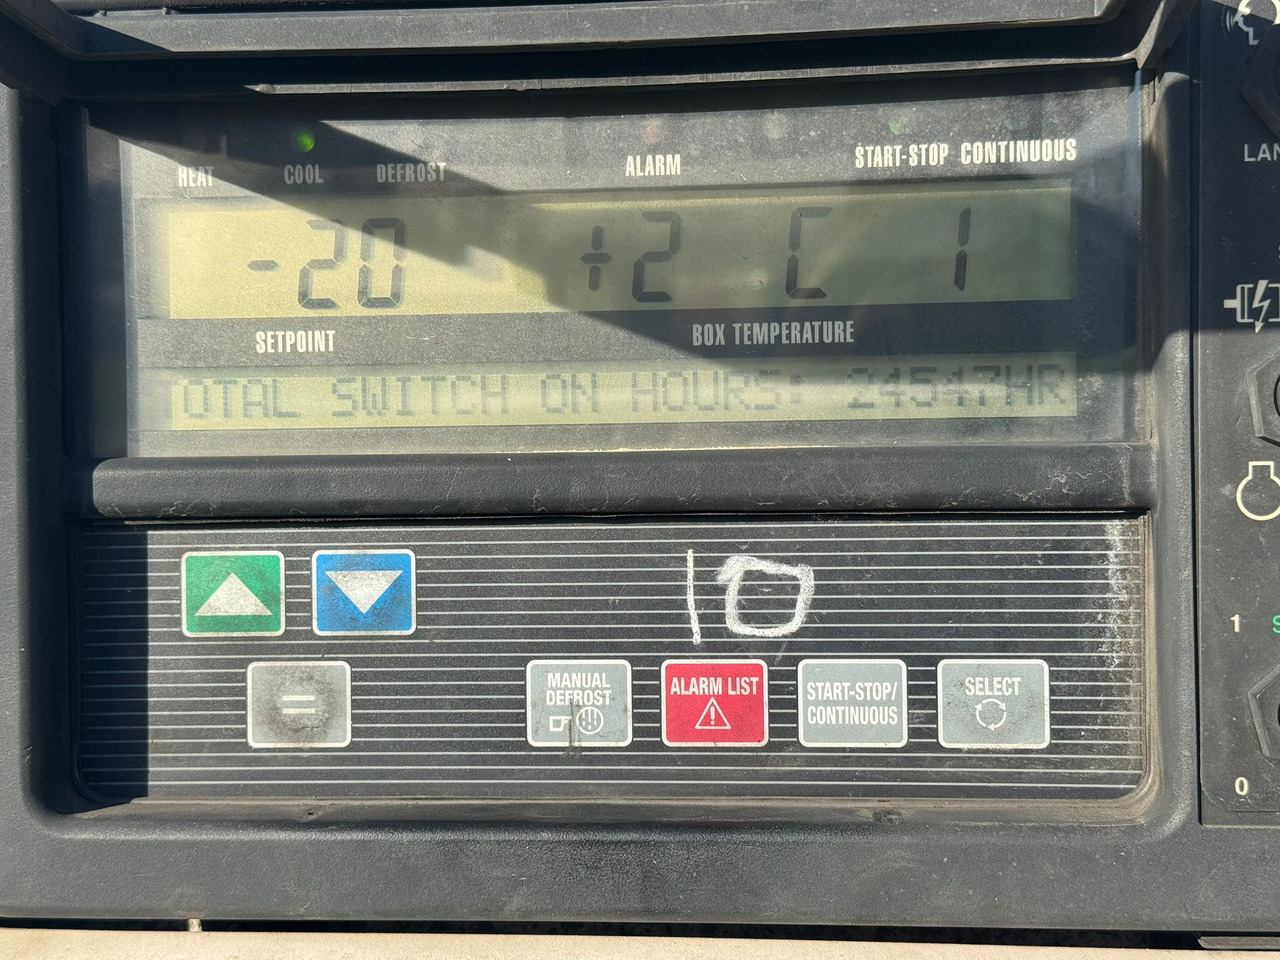 HEAT COOL DEFROST ALARM START-STOP CONTINUOUS
-20 +2 C 1
SETPOINT BOX TEMPERATURE
OTAL SWITCH ON HOURS: 24547HR
10
MANUAL DEFROST
ALARM LIST
START-STOP/
CONTINUOUS
SELECT
LAN
1 S
0